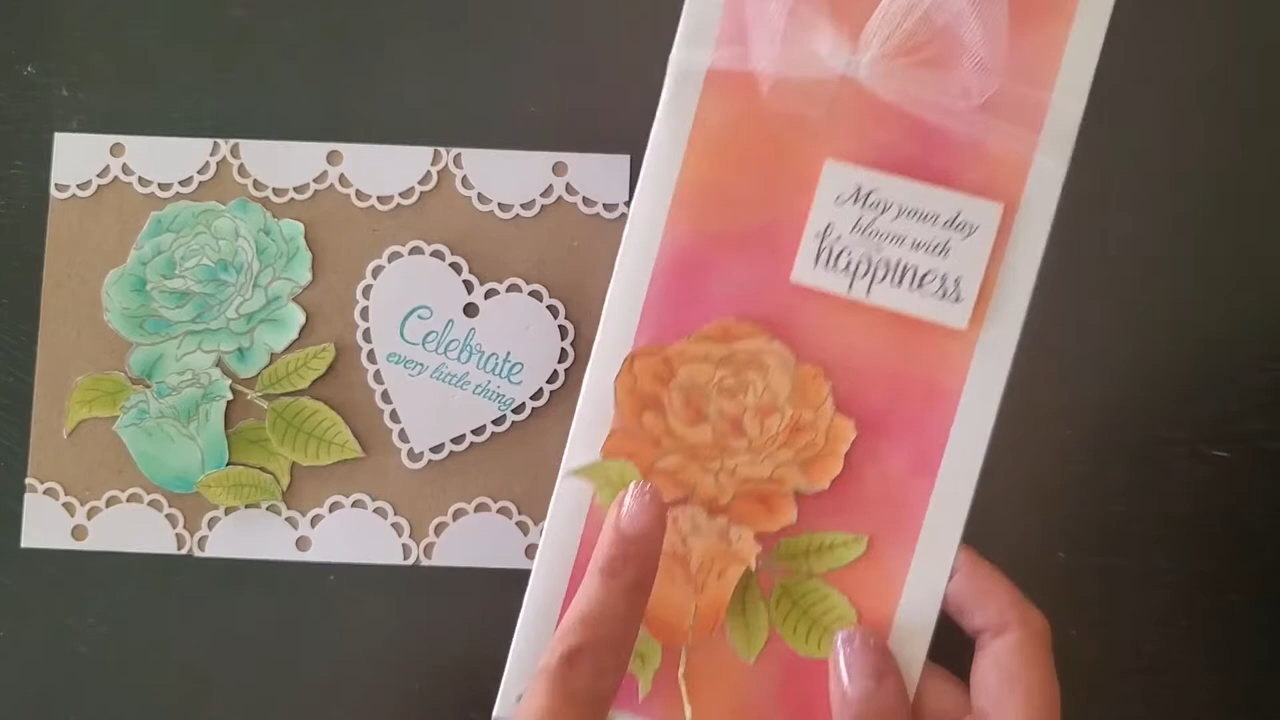 Celebrate
every little thing
May your day
bloom with
happiness